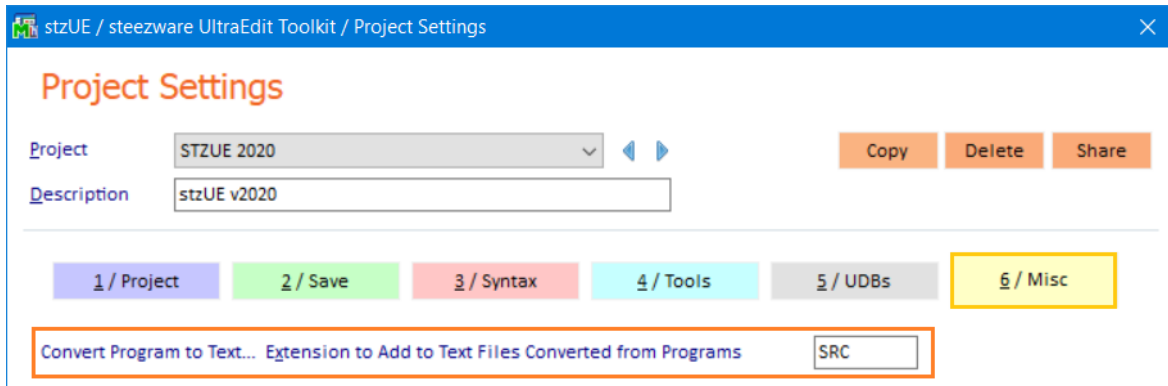 stzUE / steezware UltraEdit Toolkit / Project Settings
Project Settings
Project STZUE 2020 Copy Delete Share
Description stzUE v2020
1 / Project 2 / Save 3 / Syntax 4 / Tools 5 / UDBs 6 / Misc
Convert Program to Text... Extension to Add to Text Files Converted from Programs SRC